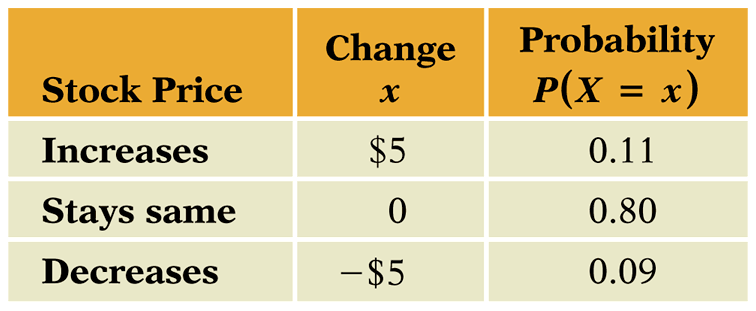 Stock Price Change x Probability P(X = x)
Increases $5 0.11
Stays same 0 0.80
Decreases −$5 0.09